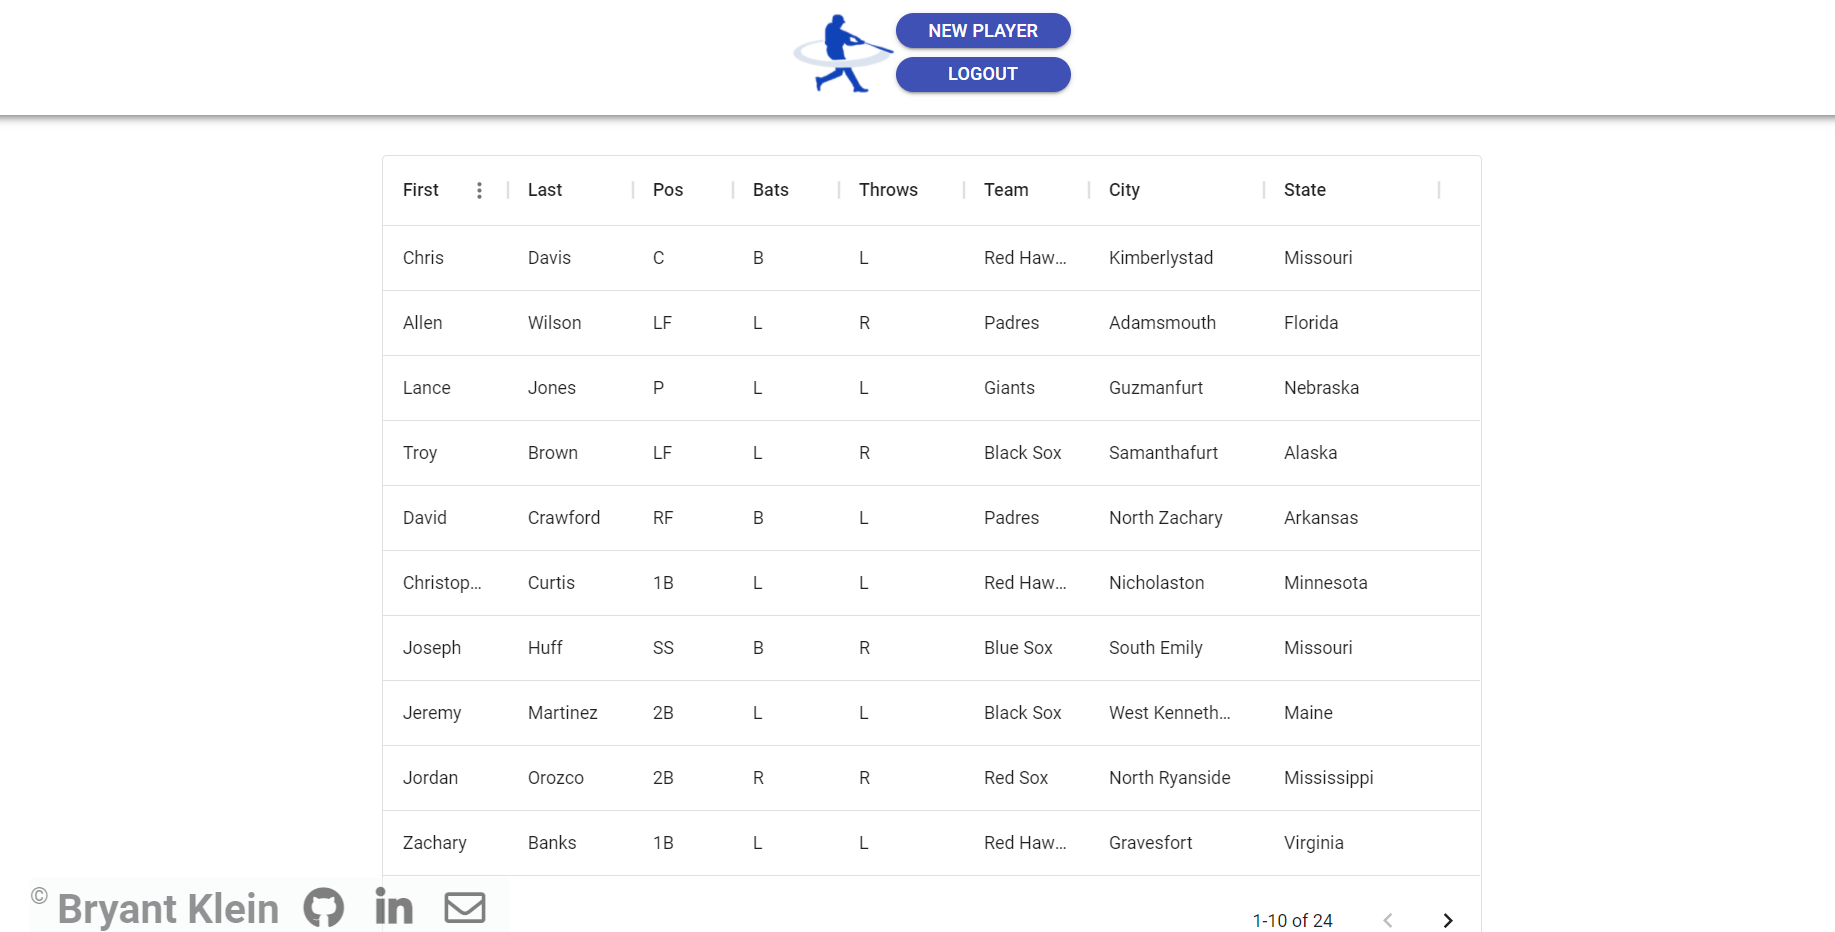 NEW PLAYER
LOGOUT
First Last Pos Bats Throws Team City State
Chris Davis C B L Red Haw... Kimberlystad Missouri
Allen Wilson LF L R Padres Adamsmouth Florida
Lance Jones P L L Giants Guzmanfurt Nebraska
Troy Brown LF L R Black Sox Samanthafurt Alaska
David Crawford RF B L Padres North Zachary Arkansas
Christop... Curtis 1B L L Red Haw... Nicholaston Minnesota
Joseph Huff SS B R Blue Sox South Emily Missouri
Jeremy Martinez 2B L L Black Sox West Kenneth... Maine
Jordan Orozco 2B R R Red Sox North Ryanside Mississippi
Zachary Banks 1B L L Red Haw... Gravesfort Virginia
© Bryant Klein in
1-10 of 24